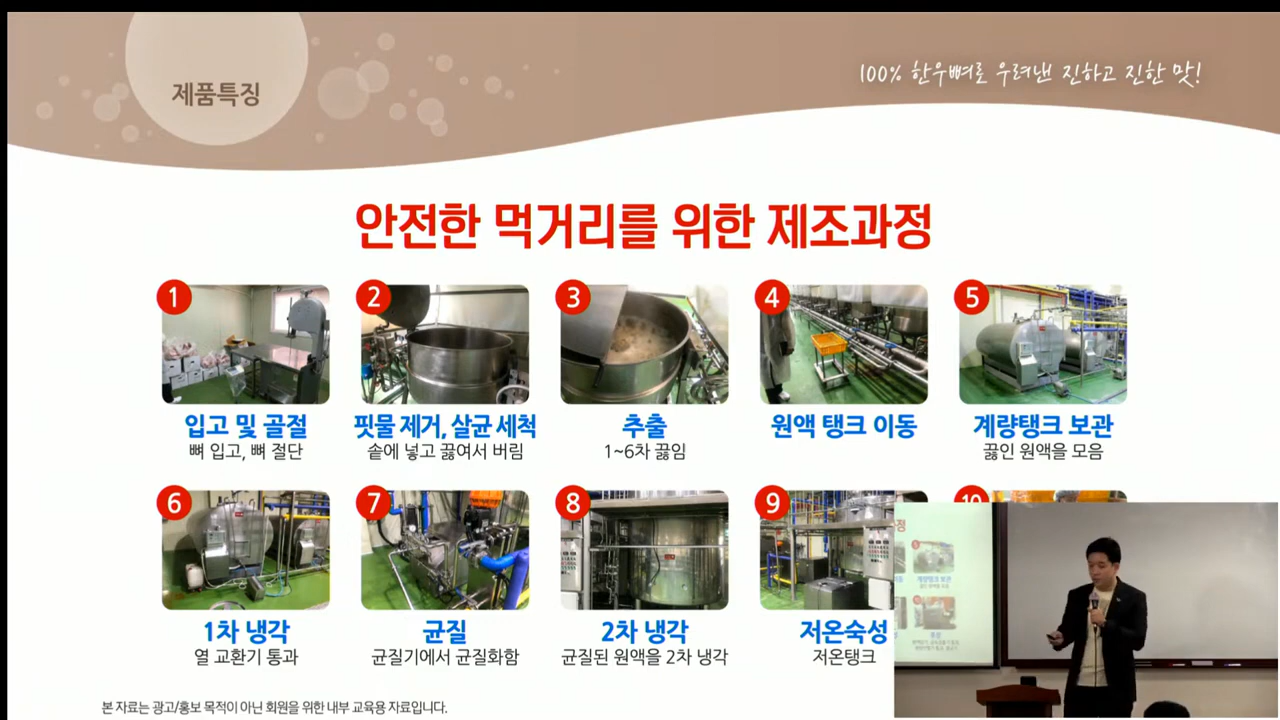 제품특징
100% 한우뼈로 우려낸 진하고 진한 맛!
안전한 먹거리를 위한 제조과정
1
2
3
4
5
입고 및 골절
핏물 제거, 살균 세척
추출
원액 탱크 이동
계량탱크 보관
뼈 입고, 뼈 절단
솥에 넣고 끓여서 버림
1~6차 끓임
끓인 원액을 모음
6
7
8
9
10
1차 냉각
균질
2차 냉각
저온숙성
열 교환기 통과
균질기에서 균질화함
균질된 원액을 2차 냉각
저온탱크
본 자료는 광고/홍보 목적이 아닌 회원을 위한 내부 교육용 자료입니다.
계량탱크 보관